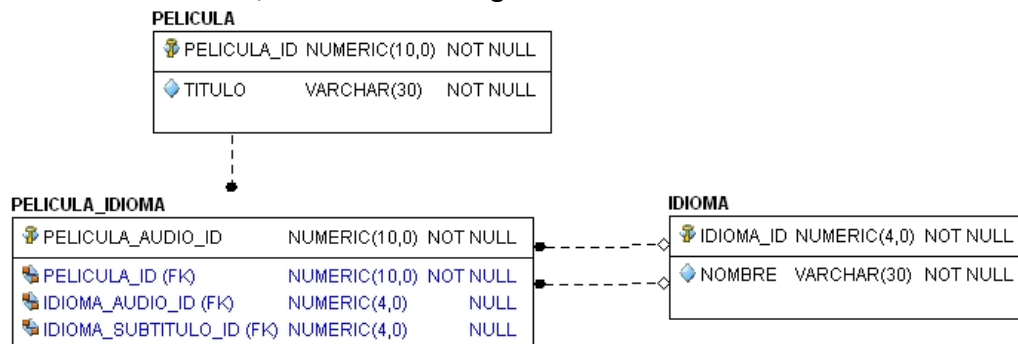 PELICULA
PELICULA_ID NUMERIC(10,0) NOT NULL
TITULO VARCHAR(30) NOT NULL
PELICULA_IDIOMA
PELICULA_AUDIO_ID NUMERIC(10,0) NOT NULL
PELICULA_ID (FK) NUMERIC(10,0) NOT NULL
IDIOMA_AUDIO_ID (FK) NUMERIC(4,0) NULL
IDIOMA_SUBTITULO_ID (FK) NUMERIC(4,0) NULL
IDIOMA
IDIOMA_ID NUMERIC(4,0) NOT NULL
NOMBRE VARCHAR(30) NOT NULL